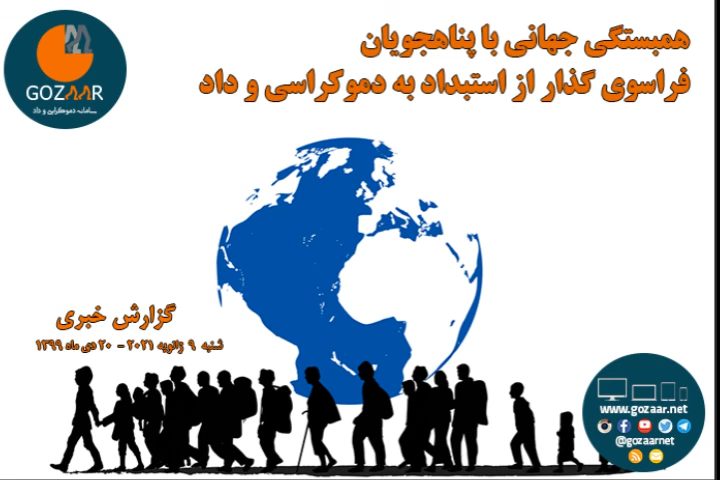 همبستگی جهانی با پناهجویان
فراسوی گذار از استبداد به دموکراسی و داد
GOZAAR
سامانه دموکراسی و داد
گزارش خبری
شنبه ۹ ژانویه ۲۰۲۱ - ۲۰ دی ماه ۱۳۹۹
www.gozaar.net
@gozaarnet